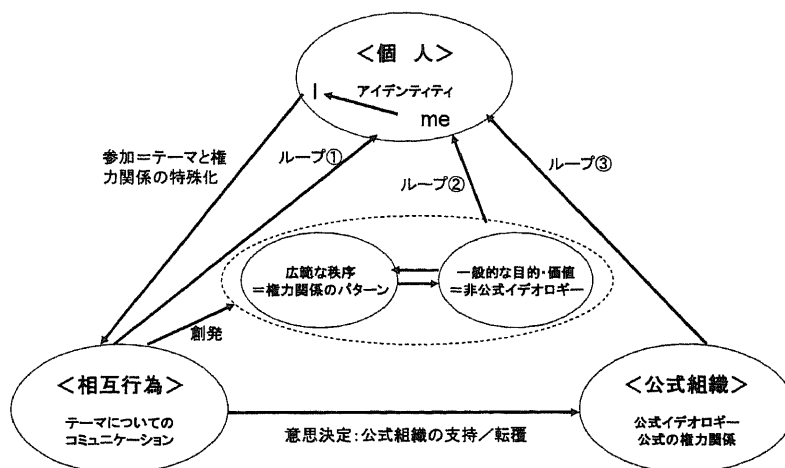 <個 人>
アイデンティティ
I
me
参加=テーマと権
力関係の特殊化
ループ①
ループ②
ループ③
広範な秩序
=権力関係のパターン
一般的な目的・価値
=非公式イデオロギー
創発
<相互行為>
テーマについての
コミュニケーション
意思決定:公式組織の支持/転覆
<公式組織>
公式イデオロギー
公式の権力関係